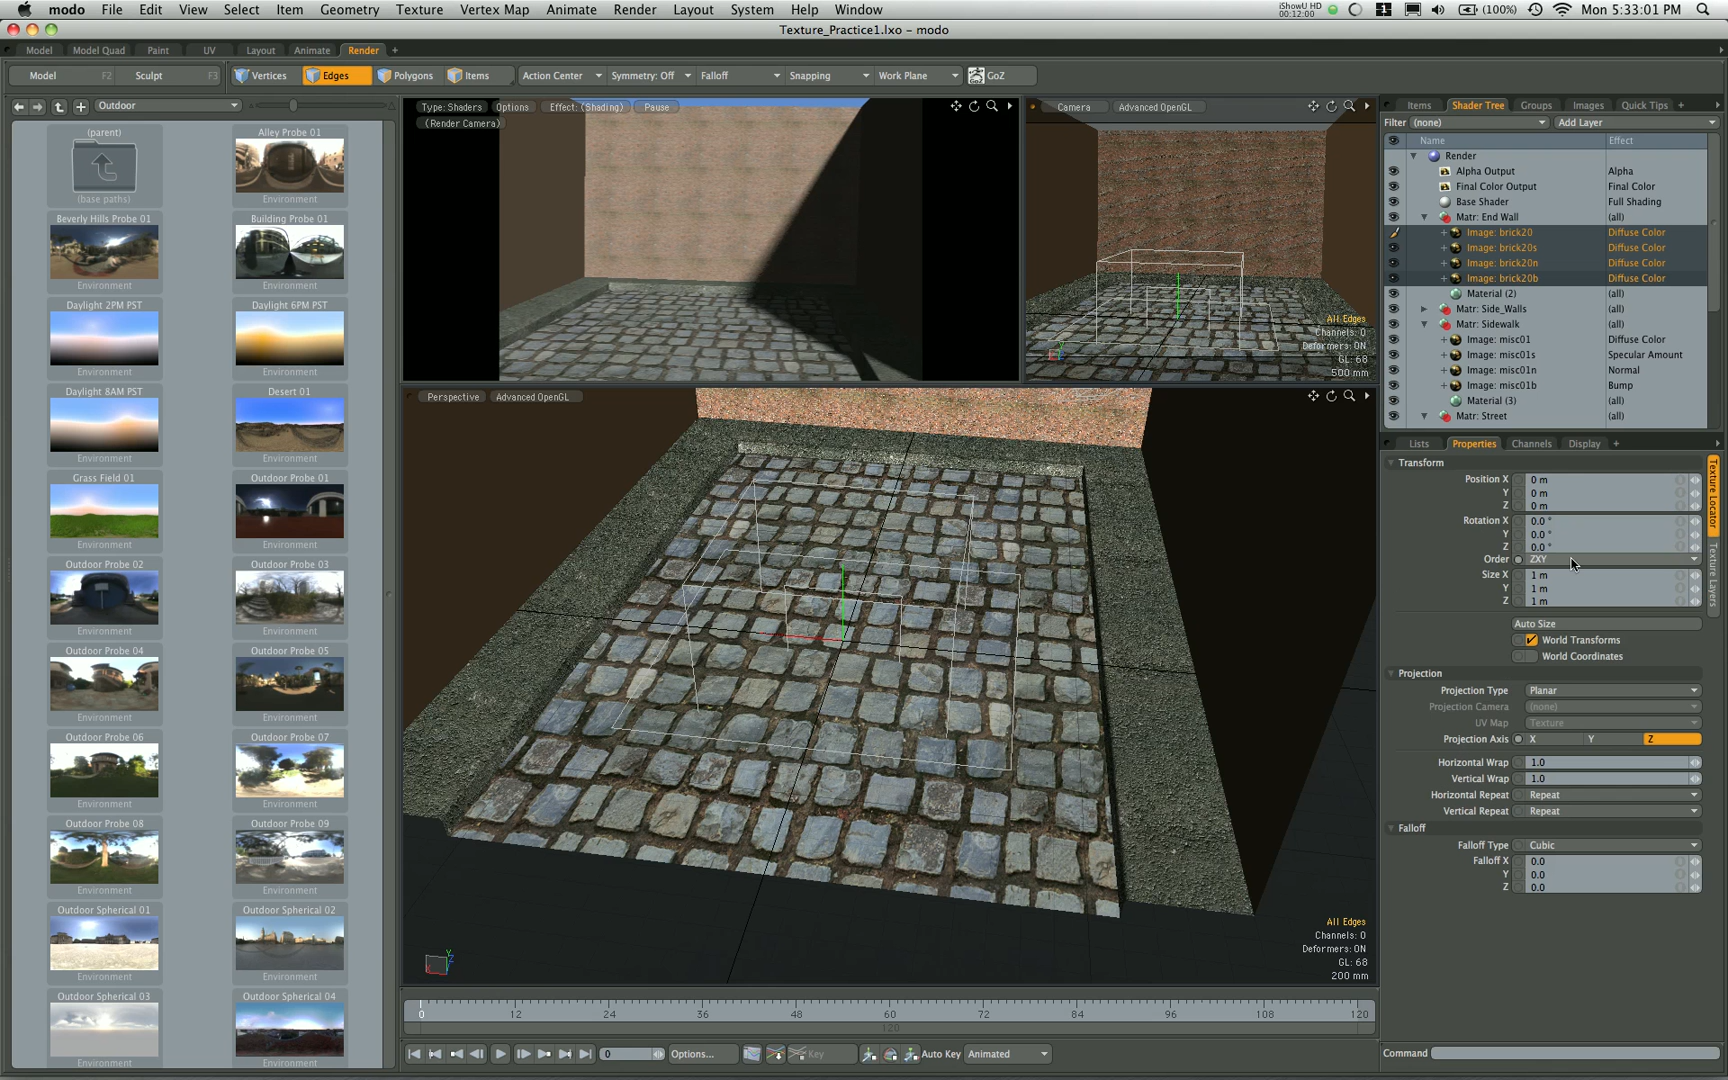 modo File Edit View Select Item Geometry Texture Vertex Map Animate Render Layout System Help Window
iShowU HD 00:12:00 1 (100%) Mon 5:33:01 PM
Texture_Practice1.lxo - modo
Model Model Quad Paint UV Layout Animate Render +
Model F2 Sculpt F3 Vertices Edges Polygons Items Action Center Symmetry: Off Falloff Snapping Work Plane GoZ
Outdoor
(parent)
(base paths)
Alley Probe 01
Environment
Beverly Hills Probe 01
Environment
Building Probe 01
Environment
Daylight 2PM PST
Environment
Daylight 6PM PST
Environment
Daylight 8AM PST
Environment
Desert 01
Environment
Grass Field 01
Environment
Outdoor Probe 01
Environment
Outdoor Probe 02
Environment
Outdoor Probe 03
Environment
Outdoor Probe 04
Environment
Outdoor Probe 05
Environment
Outdoor Probe 06
Environment
Outdoor Probe 07
Environment
Outdoor Probe 08
Environment
Outdoor Probe 09
Environment
Outdoor Spherical 01
Environment
Outdoor Spherical 02
Environment
Outdoor Spherical 03
Environment
Outdoor Spherical 04
Environment
Type: Shaders Options Effect: (Shading) Pause
(Render Camera)
Camera Advanced OpenGL
All Edges
Channels: 0
Deformers: ON
GL: 68
500 mm
Perspective Advanced OpenGL
All Edges
Channels: 0
Deformers: ON
GL: 68
200 mm
0 12 24 36 48 60 72 84 96 108 120
120
0 Options... Key Auto Key Animated
Items Shader Tree Groups Images Quick Tips +
Filter (none) Add Layer
Name Effect
Render
Alpha Output Alpha
Final Color Output Final Color
Base Shader Full Shading
Matr: End Wall (all)
Image: brick20 Diffuse Color
Image: brick20s Diffuse Color
Image: brick20n Diffuse Color
Image: brick20b Diffuse Color
Material (2) (all)
Matr: Side_Walls (all)
Matr: Sidewalk (all)
Image: misc01 Diffuse Color
Image: misc01s Specular Amount
Image: misc01n Normal
Image: misc01b Bump
Material (3) (all)
Matr: Street (all)
Lists Properties Channels Display +
Texture Locator
Texture Layers
Transform
Position X 0 m
Y 0 m
Z 0 m
Rotation X 0.0 °
Y 0.0 °
Z 0.0 °
Order ZXY
Size X 1 m
Y 1 m
Z 1 m
Auto Size
World Transforms
World Coordinates
Projection
Projection Type Planar
Projection Camera (none)
UV Map Texture
Projection Axis X Y Z
Horizontal Wrap 1.0
Vertical Wrap 1.0
Horizontal Repeat Repeat
Vertical Repeat Repeat
Falloff
Falloff Type Cubic
Falloff X 0.0
Y 0.0
Z 0.0
Command